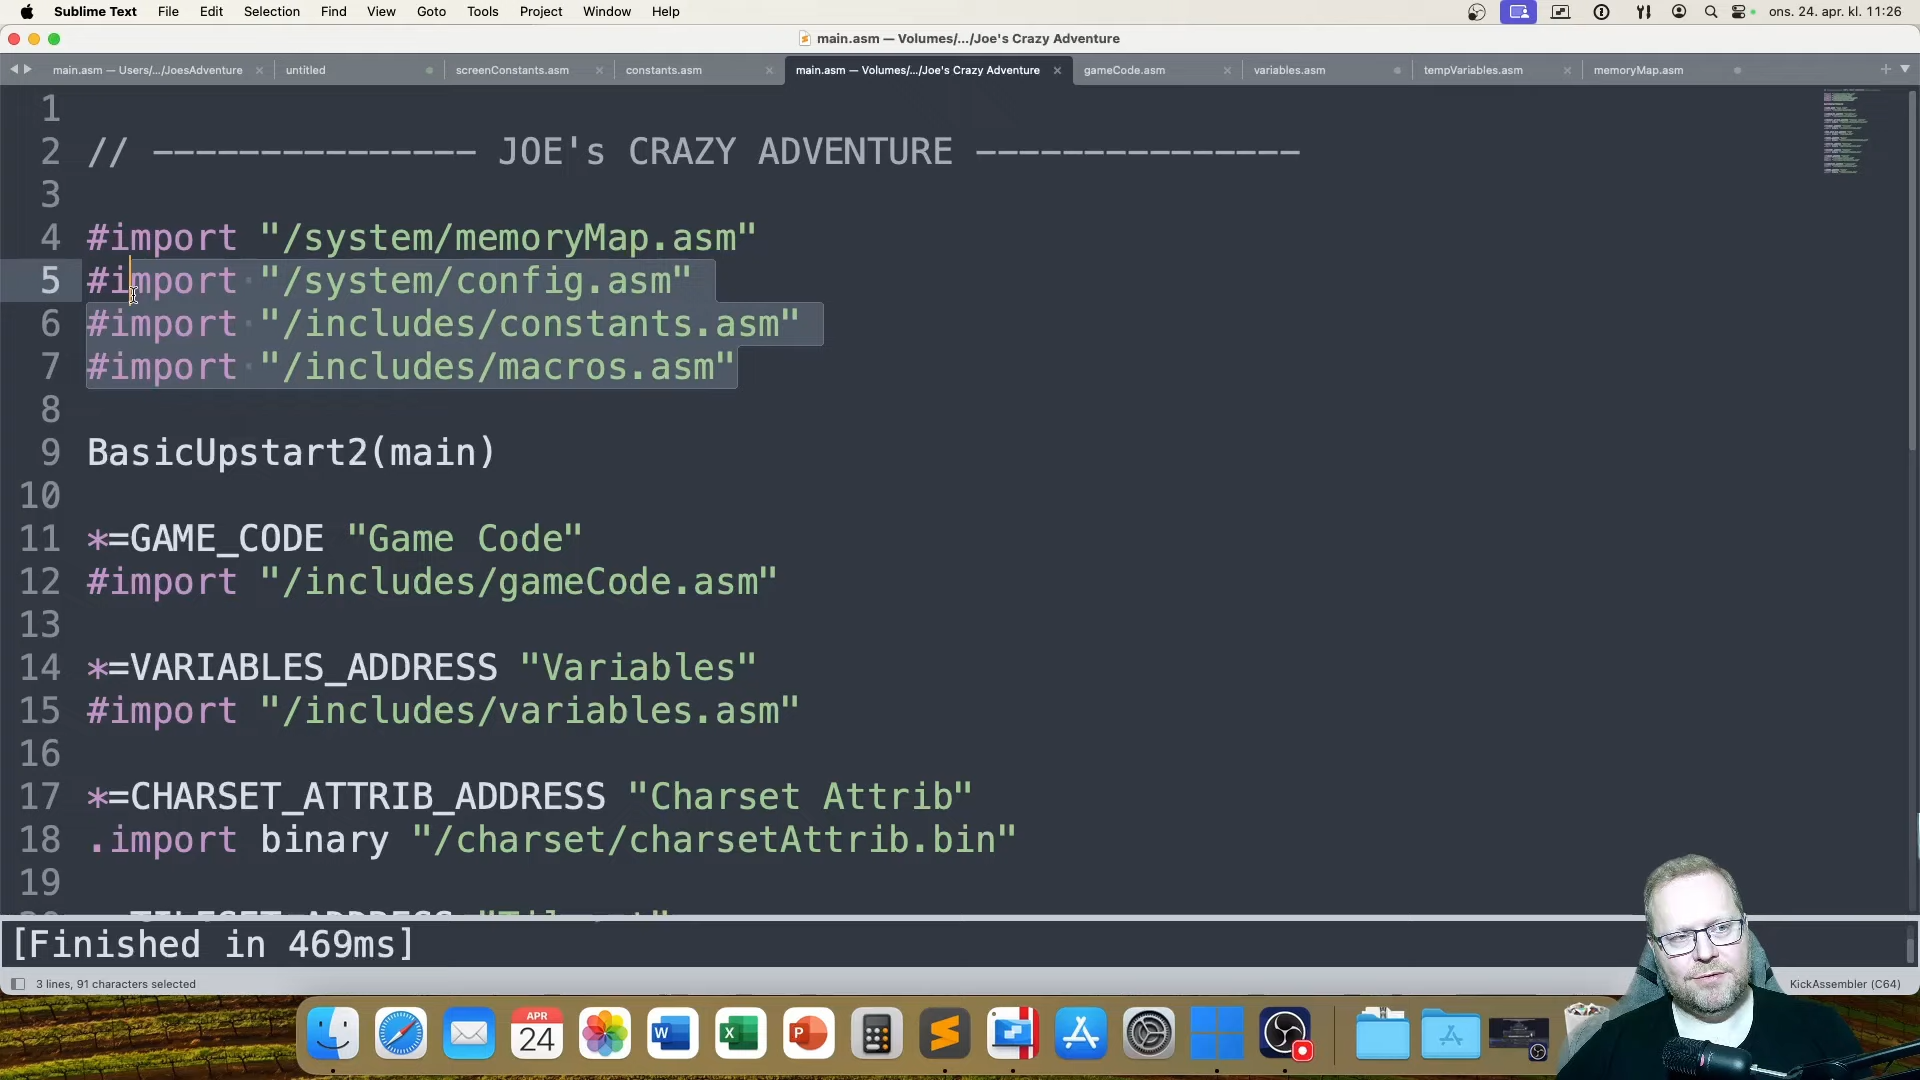 Sublime Text File Edit Selection Find View Goto Tools Project Window Help ons. 24. apr. kl. 11:26
main.asm — Volumes/.../Joe's Crazy Adventure
main.asm — Users/.../JoesAdventure untitled screenConstants.asm constants.asm main.asm — Volumes/.../Joe's Crazy Adventure gameCode.asm variables.asm tempVariables.asm memoryMap.asm
1
2 // --------------- JOE's CRAZY ADVENTURE ---------------
3
4 #import "/system/memoryMap.asm"
5 #import "/system/config.asm"
6 #import "/includes/constants.asm"
7 #import "/includes/macros.asm"
8
9 BasicUpstart2(main)
10
11 *=GAME_CODE "Game Code"
12 #import "/includes/gameCode.asm"
13
14 *=VARIABLES_ADDRESS "Variables"
15 #import "/includes/variables.asm"
16
17 *=CHARSET_ATTRIB_ADDRESS "Charset Attrib"
18 .import binary "/charset/charsetAttrib.bin"
19
[Finished in 469ms]
3 lines, 91 characters selected KickAssembler (C64)
APR
24